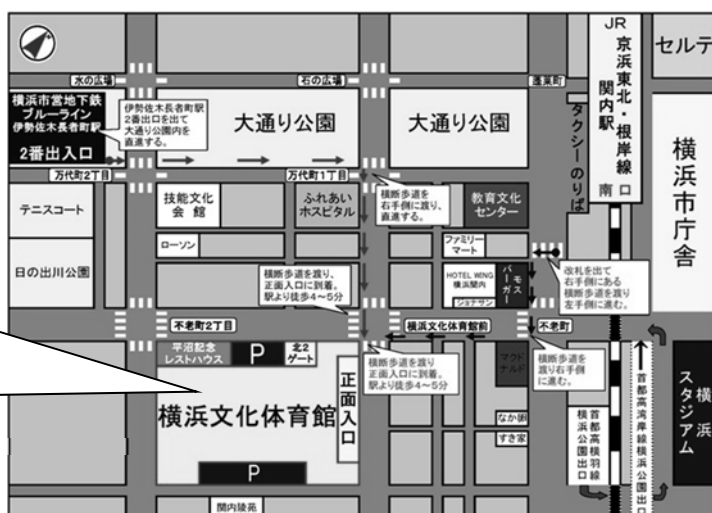 JR
京浜東北・根岸線
関内駅
南口
セルテ
水の広場
石の広場
蓬莱町
横浜市営地下鉄
ブルーライン
伊勢佐木長者町駅
2番出入口
伊勢佐木長者町駅
2番出口を出て
大通り公園内を
直進する。
大通り公園
大通り公園
タクシーのりば
横浜市庁舎
万代町2丁目
万代町1丁目
テニスコート
技能文化
会館
ふれあい
ホスピタル
横断歩道を
右手側に渡り、
直進する。
教育文化
センター
ローソン
ファミリー
マート
日の出川公園
横断歩道を渡り、
正面入口に到着。
駅より徒歩4～5分
HOTEL WING
横浜関内
モス
バーガー
ジョナサン
改札を出て
右手側にある
横断歩道を渡り
左手側に進む。
不老町2丁目
横浜文化体育館前
不老町
平沼記念
レストハウス
P
北2
ゲート
正面入口
横断歩道を渡り
正面入口に到着。
駅より徒歩4～5分
マクド
ナルド
横断歩道を
渡り右手側
に進む。
横浜文化体育館
なか卯
すき家
首都高横羽線
横浜公園出口
首都高湾岸線横浜公園出口
横浜
スタジアム
P
関内陵苑